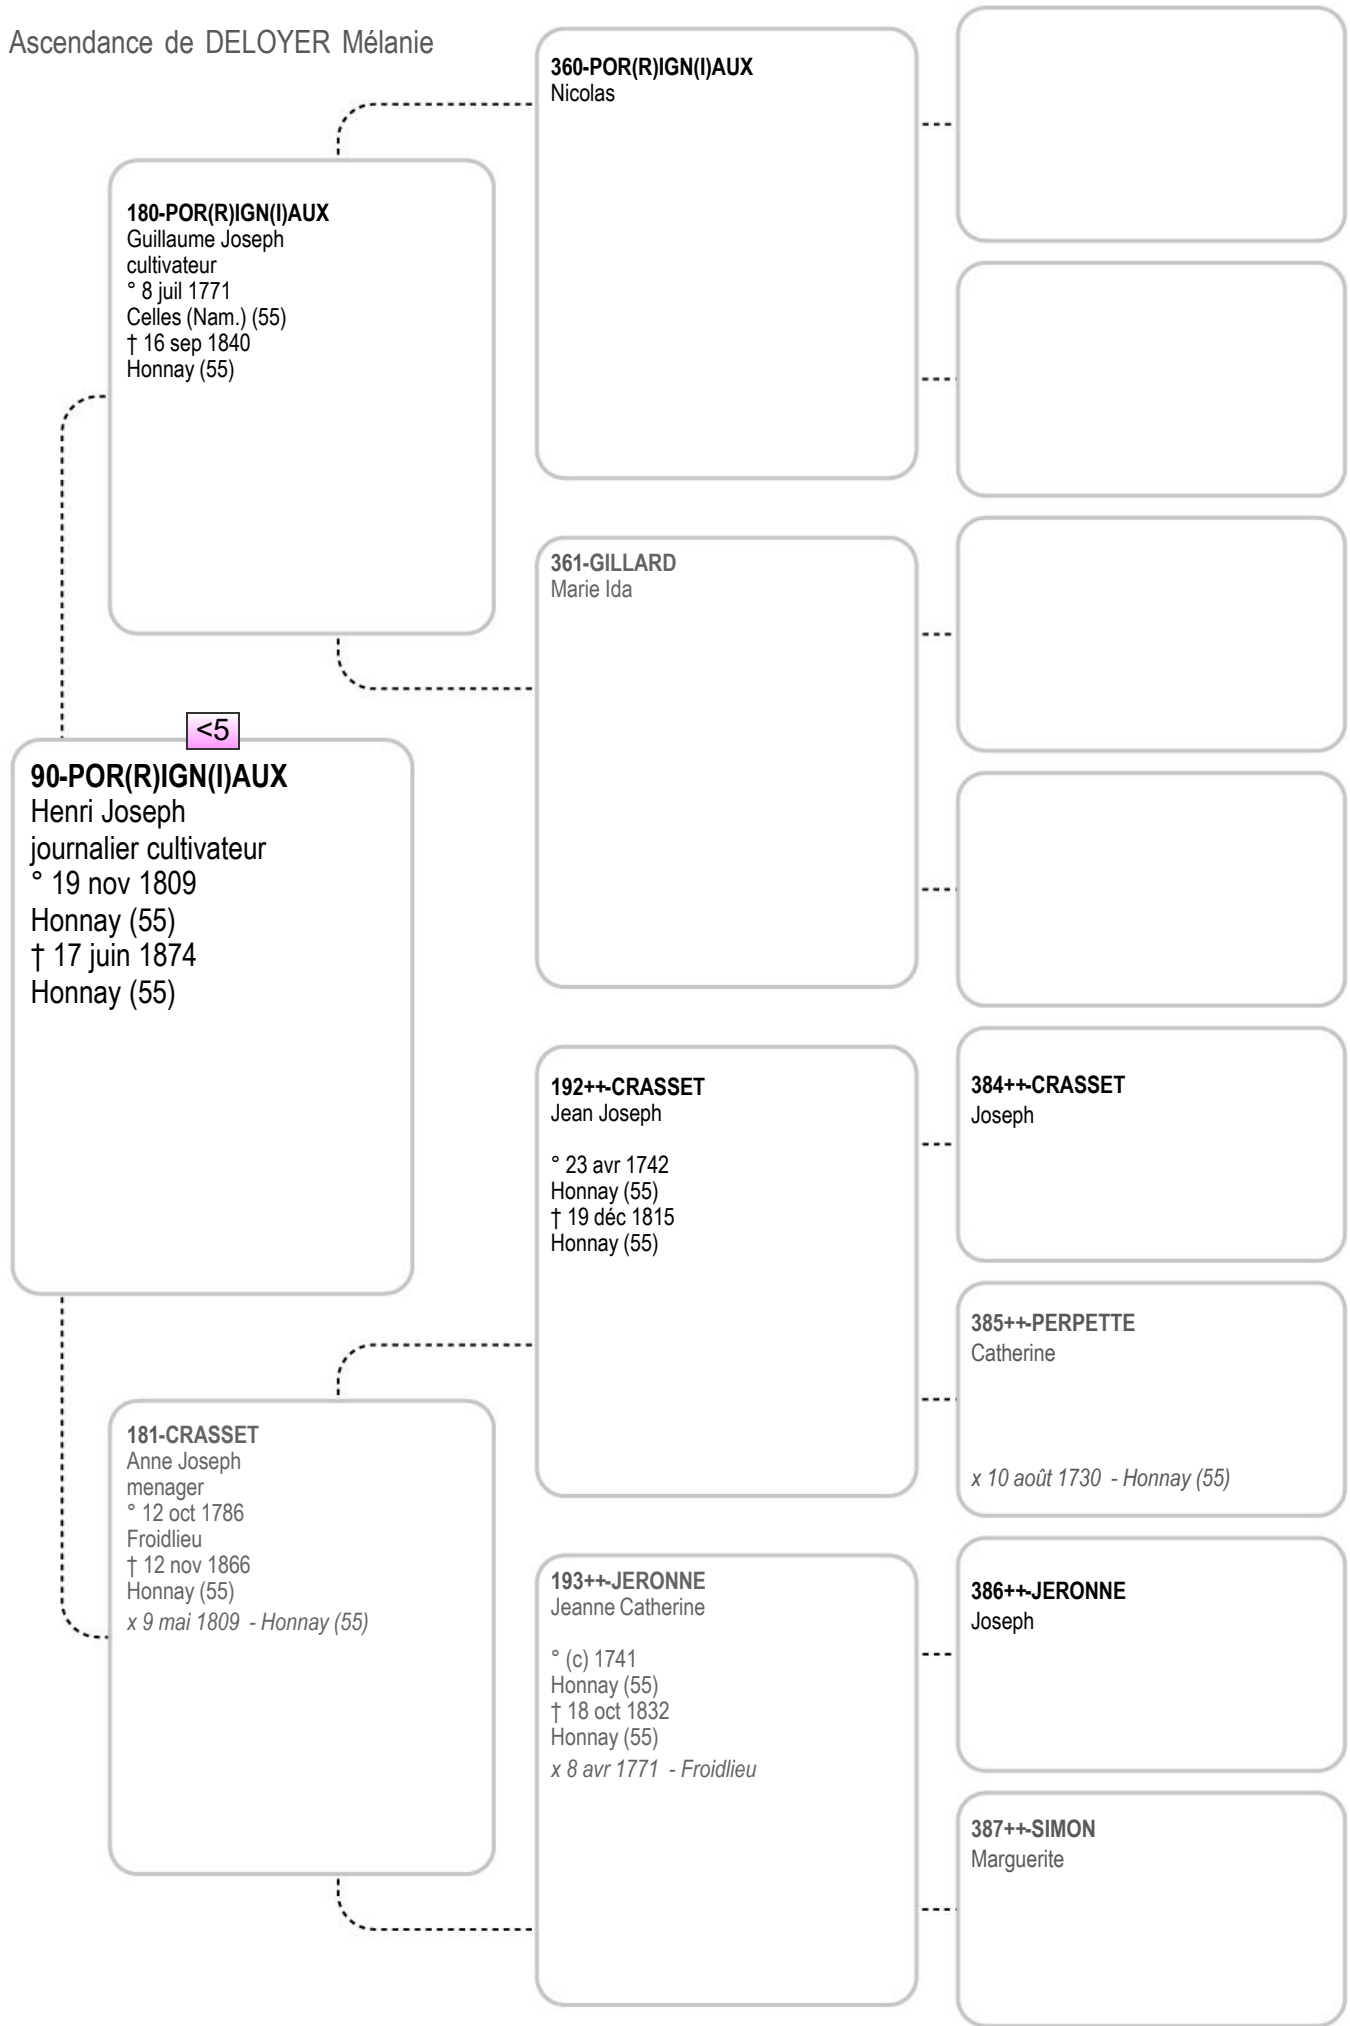 Ascendance de DELOYER Mélanie
360-POR(R)IGN(I)AUX
Nicolas
180-POR(R)IGN(I)AUX
Guillaume Joseph
cultivateur
° 8 juil 1771
Celles (Nam.) (55)
† 16 sep 1840
Honnay (55)
361-GILLARD
Marie Ida
<5
90-POR(R)IGN(I)AUX
Henri Joseph
journalier cultivateur
° 19 nov 1809
Honnay (55)
† 17 juin 1874
Honnay (55)
192++-CRASSET
Jean Joseph
° 23 avr 1742
Honnay (55)
† 19 déc 1815
Honnay (55)
384++-CRASSET
Joseph
385++-PERPETTE
Catherine
x 10 août 1730 - Honnay (55)
181-CRASSET
Anne Joseph
menager
° 12 oct 1786
Froidlieu
† 12 nov 1866
Honnay (55)
x 9 mai 1809 - Honnay (55)
193++-JERONNE
Jeanne Catherine
° (c) 1741
Honnay (55)
† 18 oct 1832
Honnay (55)
x 8 avr 1771 - Froidlieu
386++-JERONNE
Joseph
387++-SIMON
Marguerite